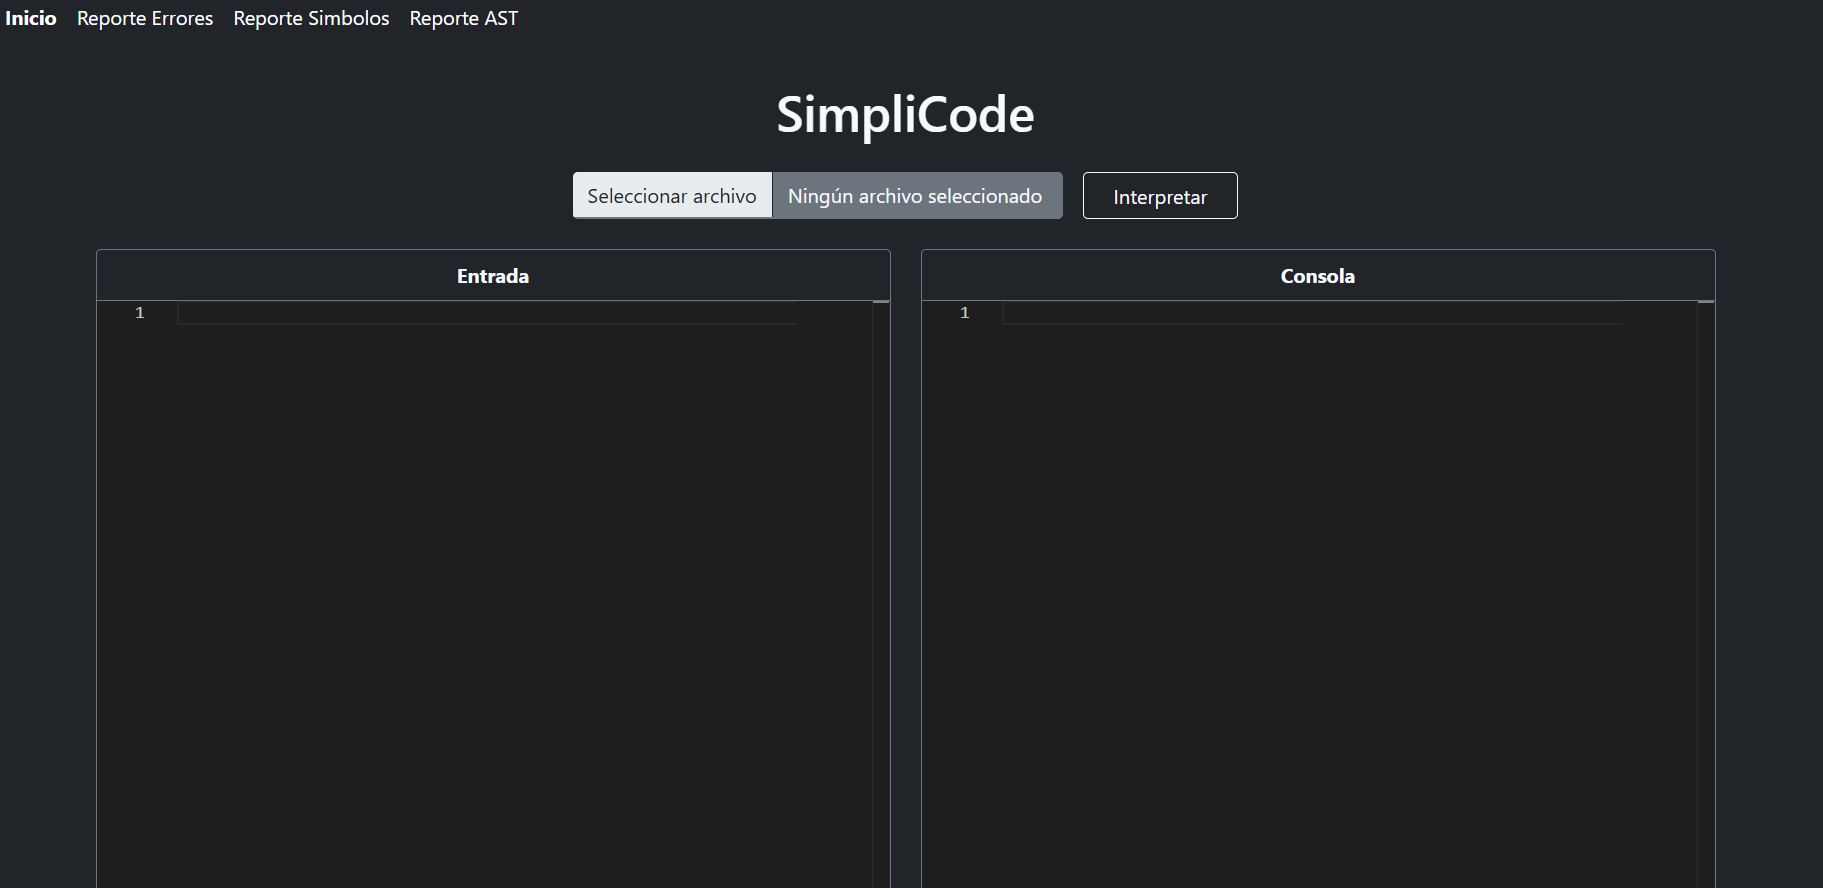 Inicio Reporte Errores Reporte Simbolos Reporte AST
SimpliCode
Seleccionar archivo Ningún archivo seleccionado Interpretar
Entrada Consola
1 1